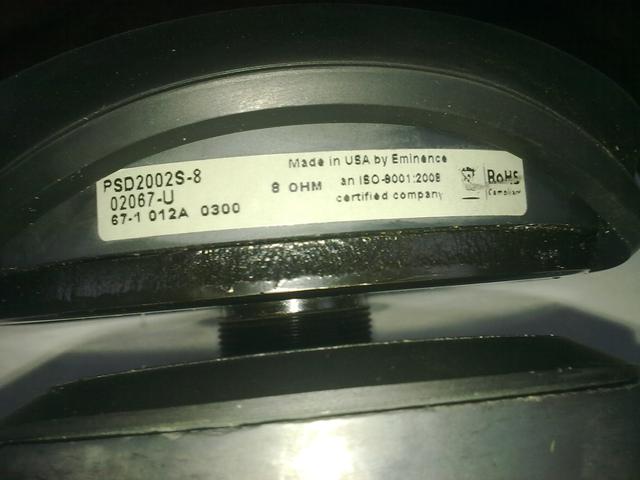 PSD2002S-8
02067-U
67-1 012A 0300
8 OHM
Made in USA by Eminence
an ISO-9001:2008
certified company
RoHS
Compliant